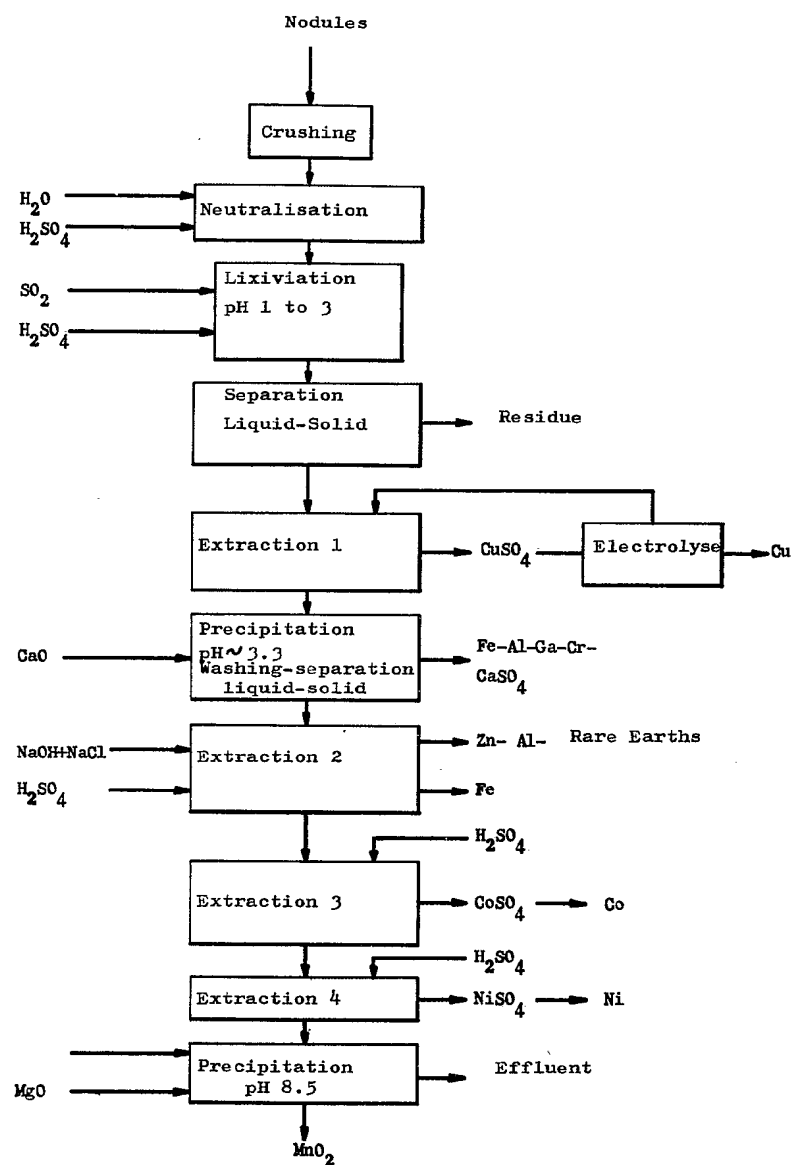 Nodules
Crushing
H₂O
Neutralisation
H₂SO₄
Lixiviation
SO₂
pH 1 to 3
H₂SO₄
Separation
Liquid-Solid
Residue
Extraction 1
CuSO₄
Electrolyse
Cu
Precipitation
pH~3.3
CaO
Washing-separation
liquid-solid
Fe-Al-Ga-Cr-
CaSO₄
NaOH+NaCl
Extraction 2
Zn- Al- Rare Earths
H₂SO₄
Fe
H₂SO₄
Extraction 3
CoSO₄
Co
H₂SO₄
Extraction 4
NiSO₄
Ni
Precipitation
pH 8.5
Effluent
MgO
MnO₂